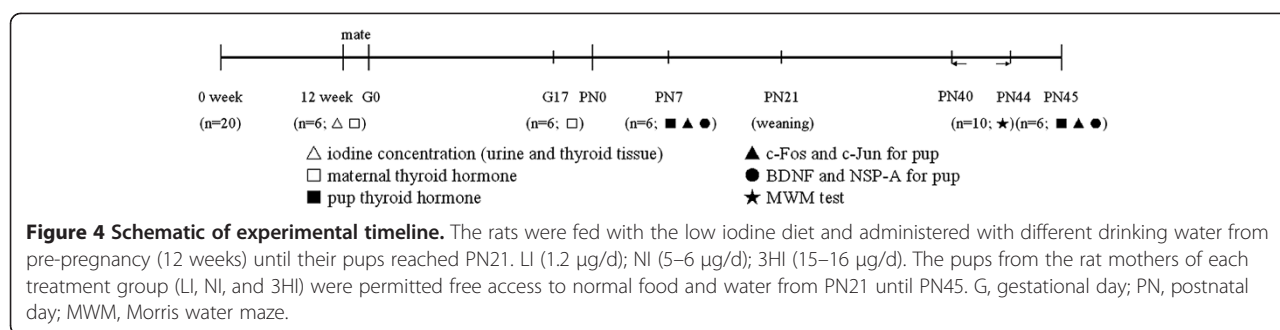 mate
0 week 12 week G0 G17 PN0 PN7 PN21 PN40 PN44 PN45
(n=20) (n=6; △ □) (n=6; □) (n=6; ■ ▲ ●) (weaning) (n=10; ★) (n=6; ■ ▲ ●)
△ iodine concentration (urine and thyroid tissue) ▲ c-Fos and c-Jun for pup
□ maternal thyroid hormone ● BDNF and NSP-A for pup
■ pup thyroid hormone ★ MWM test
Figure 4 Schematic of experimental timeline. The rats were fed with the low iodine diet and administered with different drinking water from
pre-pregnancy (12 weeks) until their pups reached PN21. LI (1.2 μg/d); NI (5–6 μg/d); 3HI (15–16 μg/d). The pups from the rat mothers of each
treatment group (LI, NI, and 3HI) were permitted free access to normal food and water from PN21 until PN45. G, gestational day; PN, postnatal
day; MWM, Morris water maze.